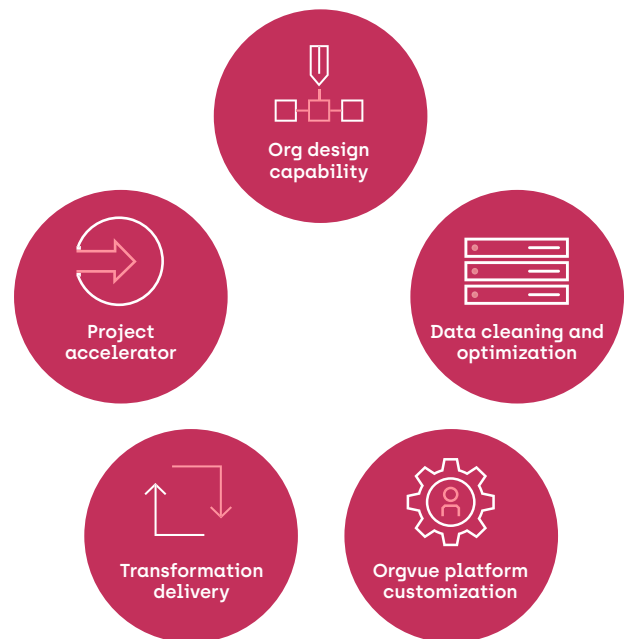 Org design
capability
Project
accelerator
Data cleaning and
optimization
Transformation
delivery
Orgvue platform
customization